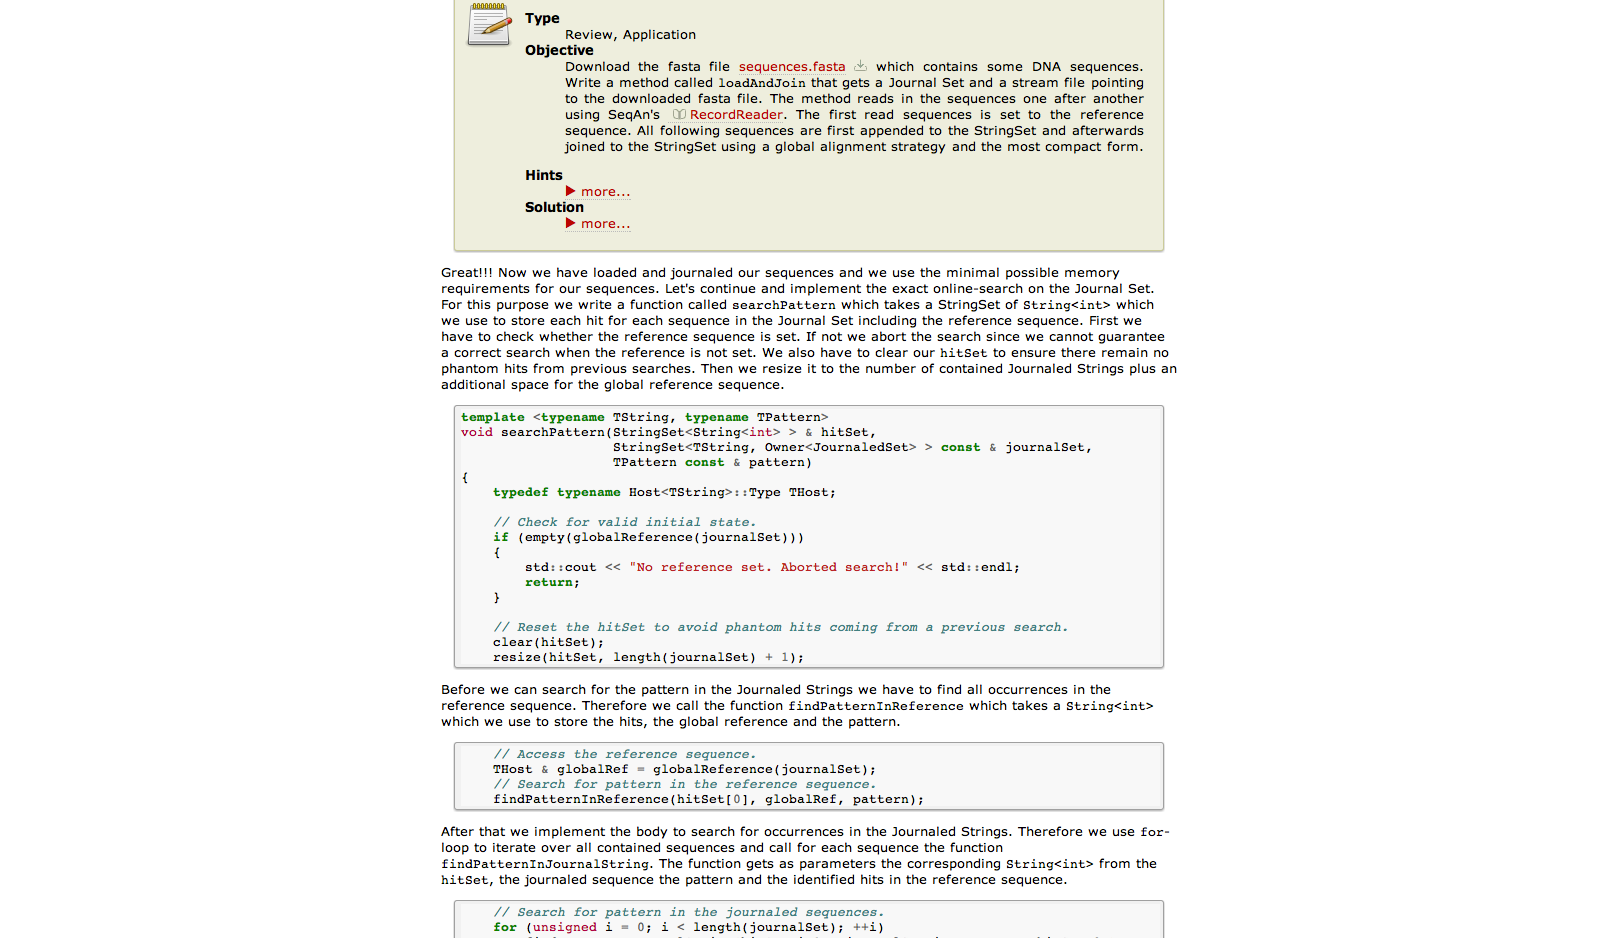 Type
Review, Application
Objective
Download the fasta file sequences.fasta which contains some DNA sequences.
Write a method called loadAndJoin that gets a Journal Set and a stream file pointing
to the downloaded fasta file. The method reads in the sequences one after another
using SeqAn's RecordReader. The first read sequences is set to the reference
sequence. All following sequences are first appended to the StringSet and afterwards
joined to the StringSet using a global alignment strategy and the most compact form.
Hints
▶ more...
Solution
▶ more...
Great!!! Now we have loaded and journaled our sequences and we use the minimal possible memory
requirements for our sequences. Let's continue and implement the exact online-search on the Journal Set.
For this purpose we write a function called searchPattern which takes a StringSet of String<int> which
we use to store each hit for each sequence in the Journal Set including the reference sequence. First we
have to check whether the reference sequence is set. If not we abort the search since we cannot guarantee
a correct search when the reference is not set. We also have to clear our hitSet to ensure there remain no
phantom hits from previous searches. Then we resize it to the number of contained Journaled Strings plus an
additional space for the global reference sequence.
template <typename TString, typename TPattern>
void searchPattern(StringSet<String<int> > & hitSet,
                   StringSet<TString, Owner<JournaledSet> > const & journalSet,
                   TPattern const & pattern)
{
    typedef typename Host<TString>::Type THost;
    // Check for valid initial state.
    if (empty(globalReference(journalSet)))
    {
        std::cout << "No reference set. Aborted search!" << std::endl;
        return;
    }
    // Reset the hitSet to avoid phantom hits coming from a previous search.
    clear(hitSet);
    resize(hitSet, length(journalSet) + 1);
Before we can search for the pattern in the Journaled Strings we have to find all occurrences in the
reference sequence. Therefore we call the function findPatternInReference which takes a String<int>
which we use to store the hits, the global reference and the pattern.
    // Access the reference sequence.
    THost & globalRef = globalReference(journalSet);
    // Search for pattern in the reference sequence.
    findPatternInReference(hitSet[0], globalRef, pattern);
After that we implement the body to search for occurrences in the Journaled Strings. Therefore we use for-
loop to iterate over all contained sequences and call for each sequence the function
findPatternInJournalString. The function gets as parameters the corresponding String<int> from the
hitSet, the journaled sequence the pattern and the identified hits in the reference sequence.
    // Search for pattern in the journaled sequences.
    for (unsigned i = 0; i < length(journalSet); ++i)